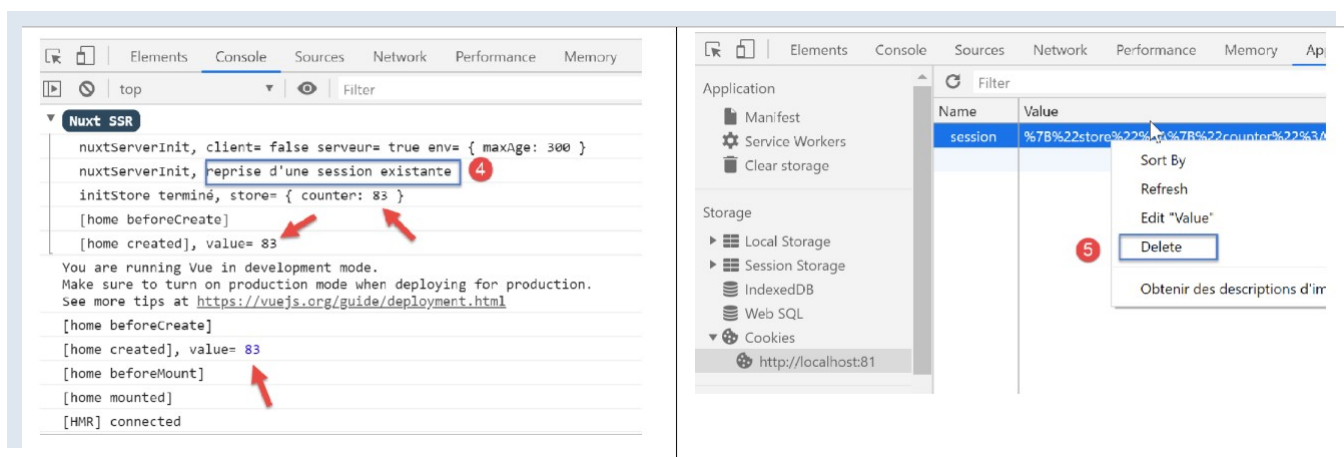 Elements Console Sources Network Performance Memory
top Filter
Nuxt SSR
nuxtServerInit, client= false serveur= true env= { maxAge: 300 }
nuxtServerInit, reprise d'une session existante 4
initStore terminé, store= { counter: 83 }
[home beforeCreate]
[home created], value= 83
You are running Vue in development mode.
Make sure to turn on production mode when deploying for production.
See more tips at https://vuejs.org/guide/deployment.html
[home beforeCreate]
[home created], value= 83
[home beforeMount]
[home mounted]
[HMR] connected
Elements Console Sources Network Performance Memory Ap
Application
Manifest
Service Workers
Clear storage
Storage
Local Storage
Session Storage
IndexedDB
Web SQL
Cookies
http://localhost:81
Filter
Name Value
session
Sort By
Refresh
Edit "Value"
5 Delete
Obtenir des descriptions d'im